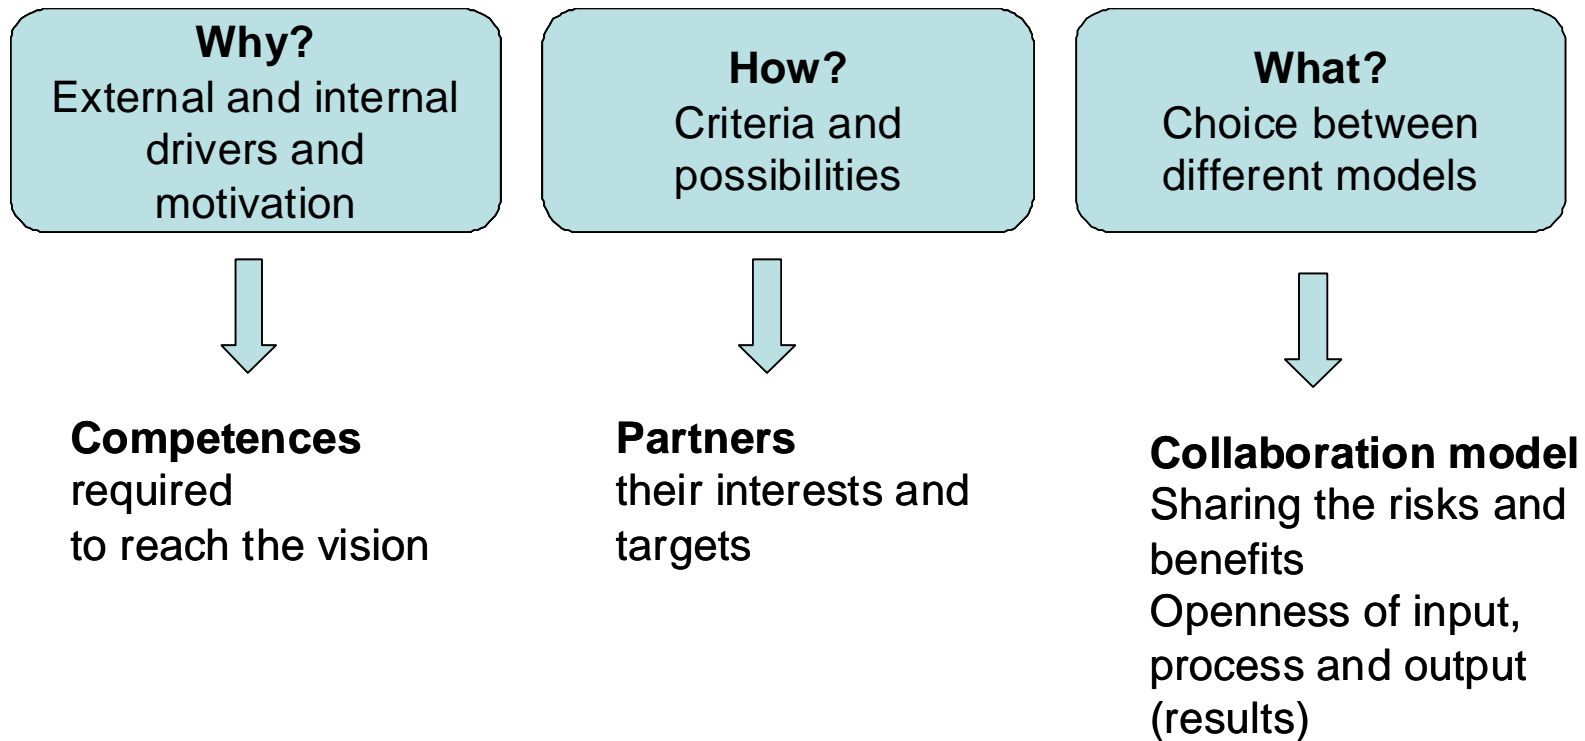 Why?
External and internal
drivers and
motivation
How?
Criteria and
possibilities
What?
Choice between
different models
Competences
required
to reach the vision
Partners
their interests and
targets
Collaboration model
Sharing the risks and
benefits
Openness of input,
process and output
(results)